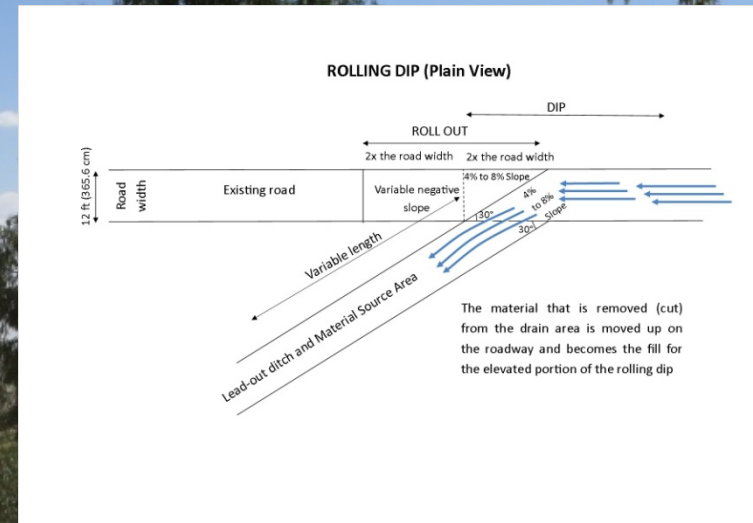 ROLLING DIP (Plain View)
DIP
ROLL OUT
2x the road width 2x the road width
12 ft (365.6 cm)
Road
width
Existing road
Variable negative
slope
4% to 8% Slope
4%
to 8%
Slope
30°
30°
Variable length
Lead-out ditch and Material Source Area
The material that is removed (cut)
from the drain area is moved up on
the roadway and becomes the fill for
the elevated portion of the rolling dip